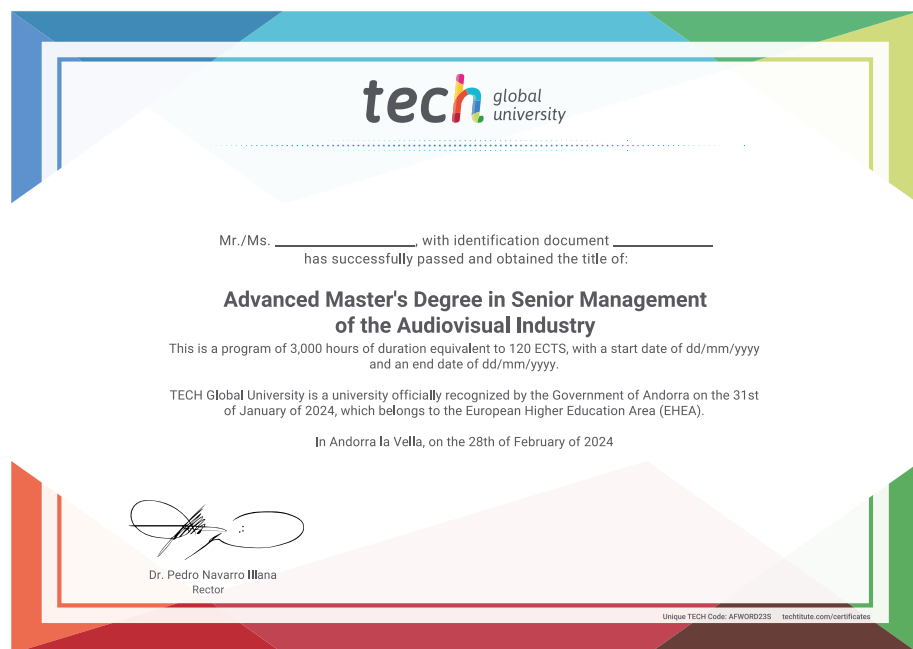 tech global
university
Mr./Ms. ____________________, with identification document ______________
has successfully passed and obtained the title of:
Advanced Master's Degree in Senior Management
of the Audiovisual Industry
This is a program of 3,000 hours of duration equivalent to 120 ECTS, with a start date of dd/mm/yyyy
and an end date of dd/mm/yyyy.
TECH Global University is a university officially recognized by the Government of Andorra on the 31st
of January of 2024, which belongs to the European Higher Education Area (EHEA).
In Andorra la Vella, on the 28th of February of 2024
Dr. Pedro Navarro Illana
Rector
Unique TECH Code: AFWORD23S techtitute.com/certificates